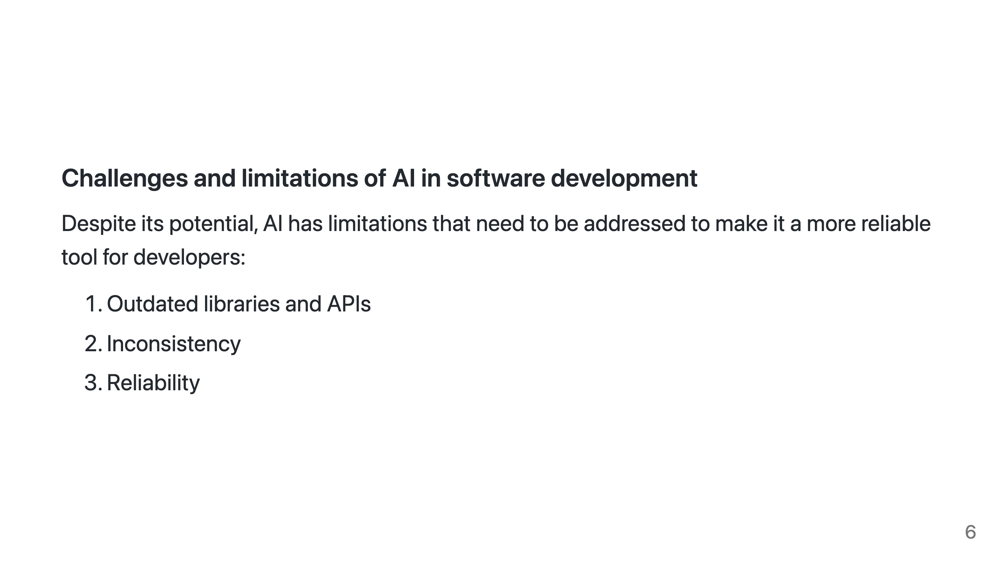 Challenges and limitations of AI in software development
Despite its potential, AI has limitations that need to be addressed to make it a more reliable
tool for developers:
1. Outdated libraries and APIs
2. Inconsistency
3. Reliability
6